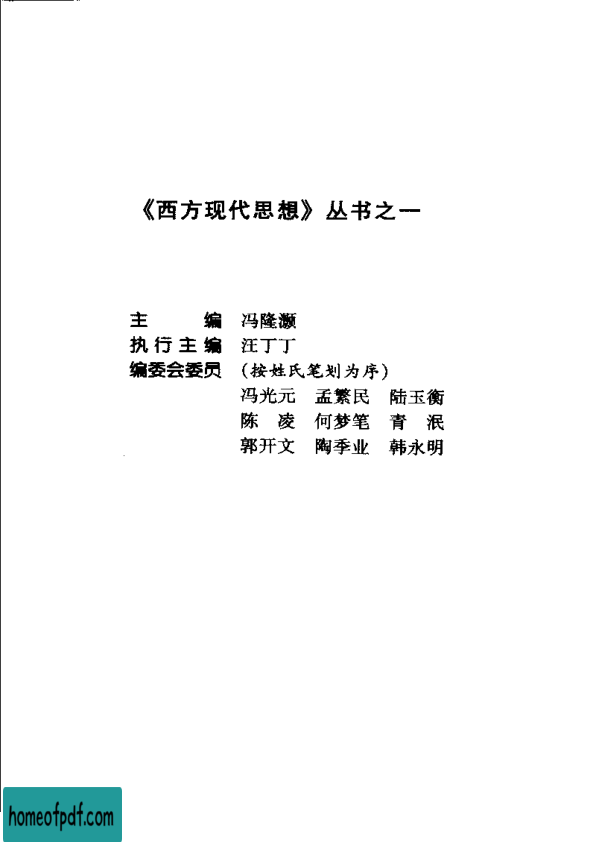 《西方现代思想》丛书之一
主 编 冯隆灏
执行主编 汪丁丁
编委会委员 (按姓氏笔划为序)
冯光元 孟繁民 陆玉衡
陈 凌 何梦笔 青 泯
郭开文 陶季业 韩永明
homeofpdf.com